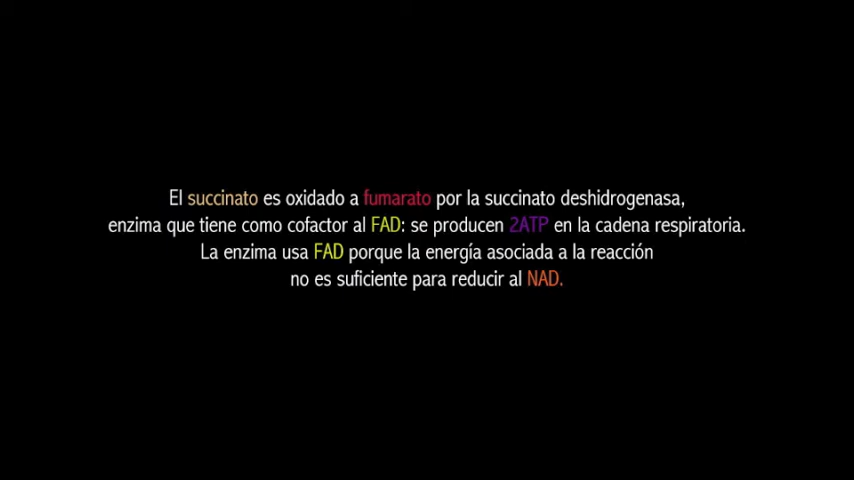 El succinato es oxidado a fumarato por la succinato deshidrogenasa,
enzima que tiene como cofactor al FAD: se producen 2ATP en la cadena respiratoria.
La enzima usa FAD porque la energía asociada a la reacción
no es suficiente para reducir al NAD.